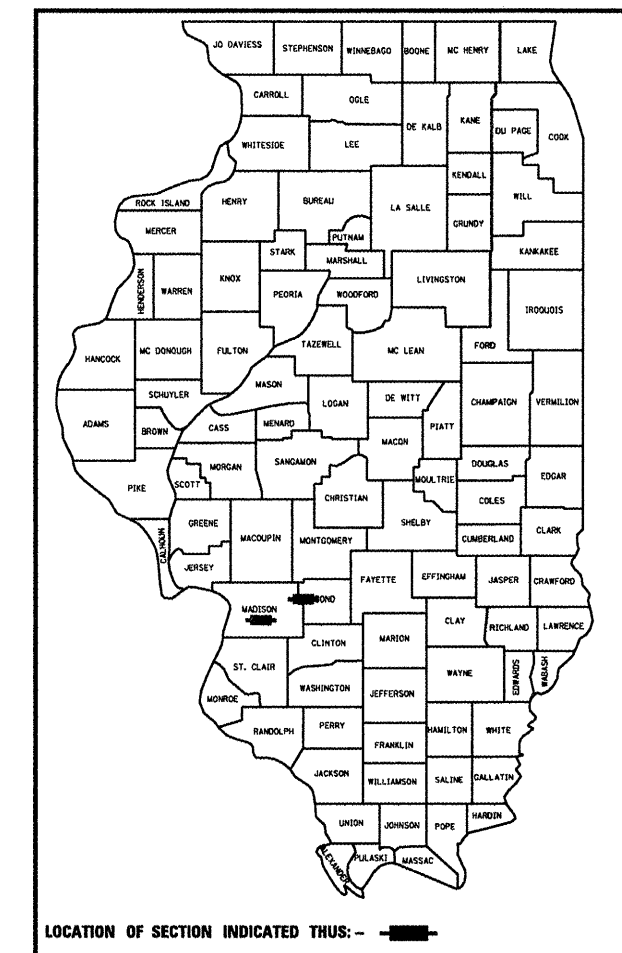 JO DAVIESS STEPHENSON WINNEBAGO BOONE MC HENRY LAKE
CARROLL OGLE DE KALB KANE DU PAGE COOK
WHITESIDE LEE
KENDALL WILL
ROCK ISLAND HENRY BUREAU LA SALLE GRUNDY
MERCER PUTNAM KANKAKEE
STARK MARSHALL
HENDERSON WARREN KNOX PEORIA WOODFORD LIVINGSTON IROQUOIS
TAZEWELL MC LEAN FORD
HANCOCK MC DONOUGH FULTON
MASON
SCHUYLER LOGAN DE WITT CHAMPAIGN VERMILION
ADAMS BROWN CASS MENARD PIATT
MACON
SANGAMON DOUGLAS
PIKE SCOTT MORGAN MOULTRIE EDGAR
CHRISTIAN COLES
GREENE MACOUPIN SHELBY
MONTGOMERY CUMBERLAND CLARK
CALHOUN JERSEY
FAYETTE EFFINGHAM JASPER CRAWFORD
MADISON OND
CLAY RICHLAND LAWRENCE
CLINTON MARION
ST. CLAIR WAYNE EDWARDS WABASH
WASHINGTON JEFFERSON
MONROE
RANDOLPH PERRY HAMILTON WHITE
FRANKLIN
JACKSON WILLIAMSON SALINE GALLATIN
UNION JOHNSON POPE HARDIN
ALEXANDER PULASKI MASSAC
LOCATION OF SECTION INDICATED THUS: –